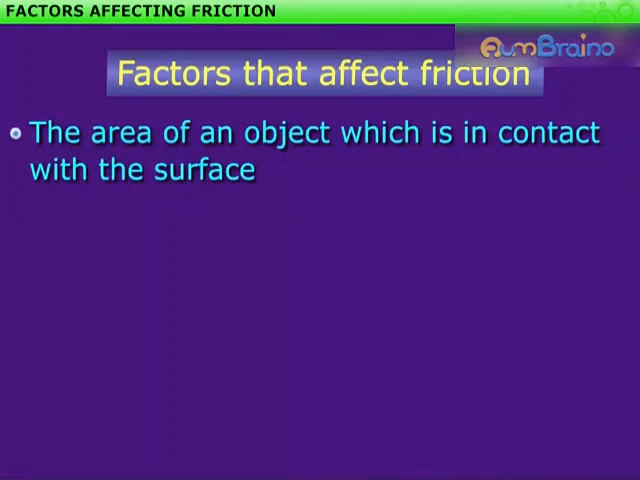 FACTORS AFFECTING FRICTION
AumBraino
Factors that affect friction
The area of an object which is in contact
with the surface